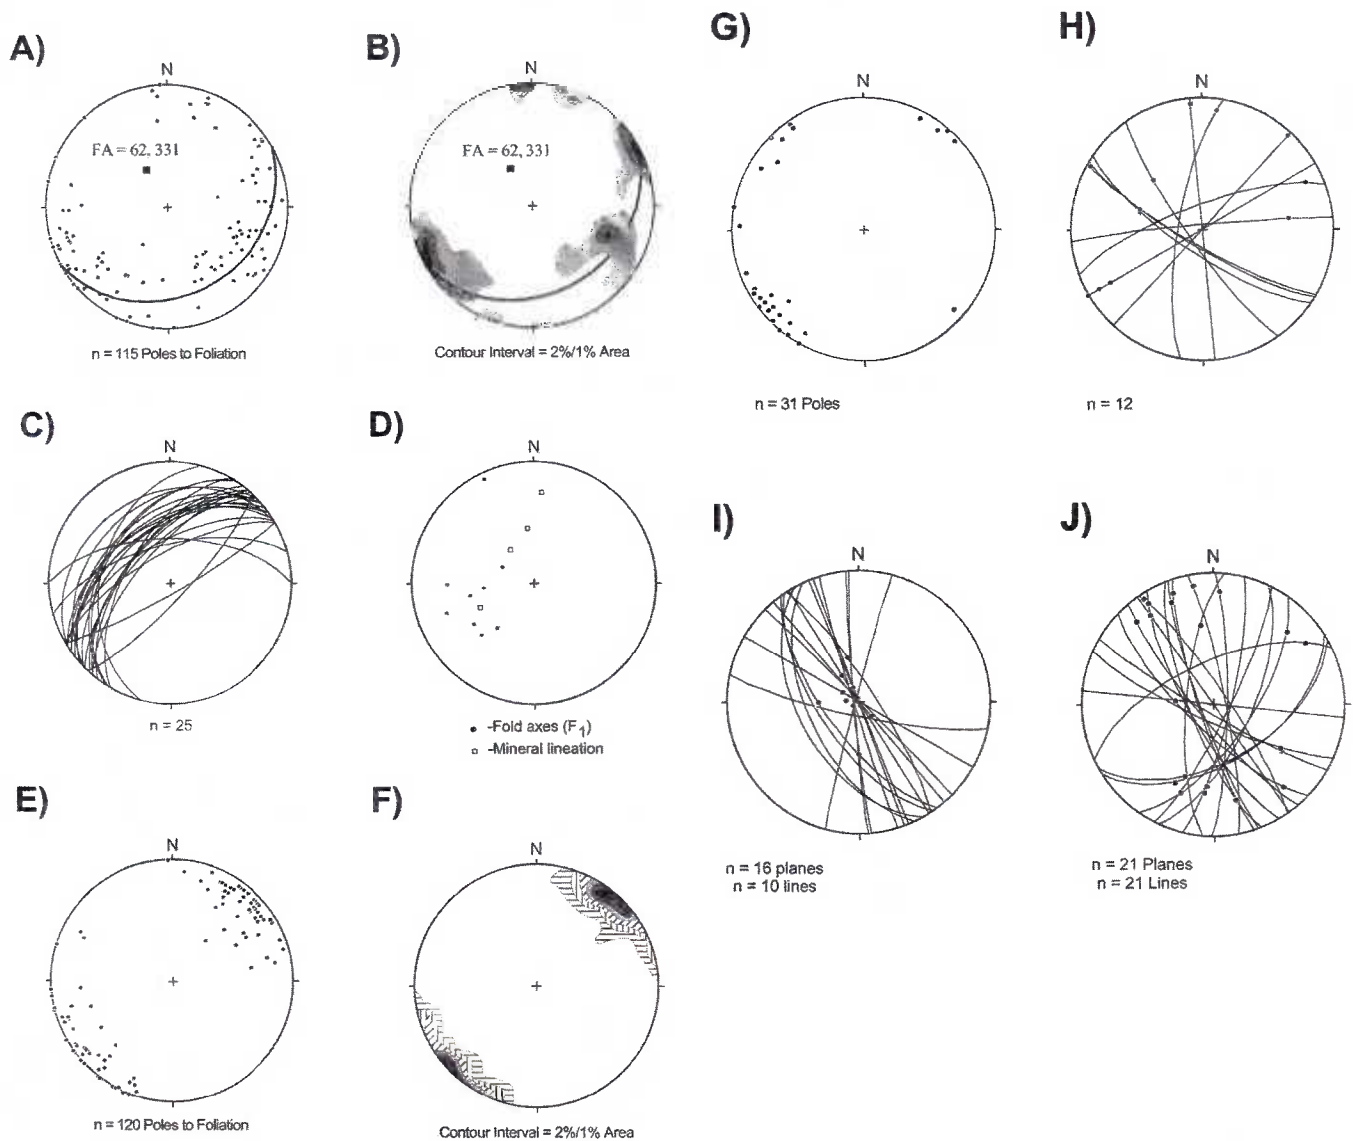 A)
N
FA = 62, 331
n = 115 Poles to Foliation
B)
N
FA = 62, 331
Contour Interval = 2%/1% Area
C)
N
n = 25
D)
N
-Fold axes (F1)
-Mineral lineation
E)
N
n = 120 Poles to Foliation
F)
N
Contour Interval = 2%/1% Area
G)
N
n = 31 Poles
H)
N
n = 12
I)
N
n = 16 planes
n = 10 lines
J)
N
n = 21 Planes
n = 21 Lines